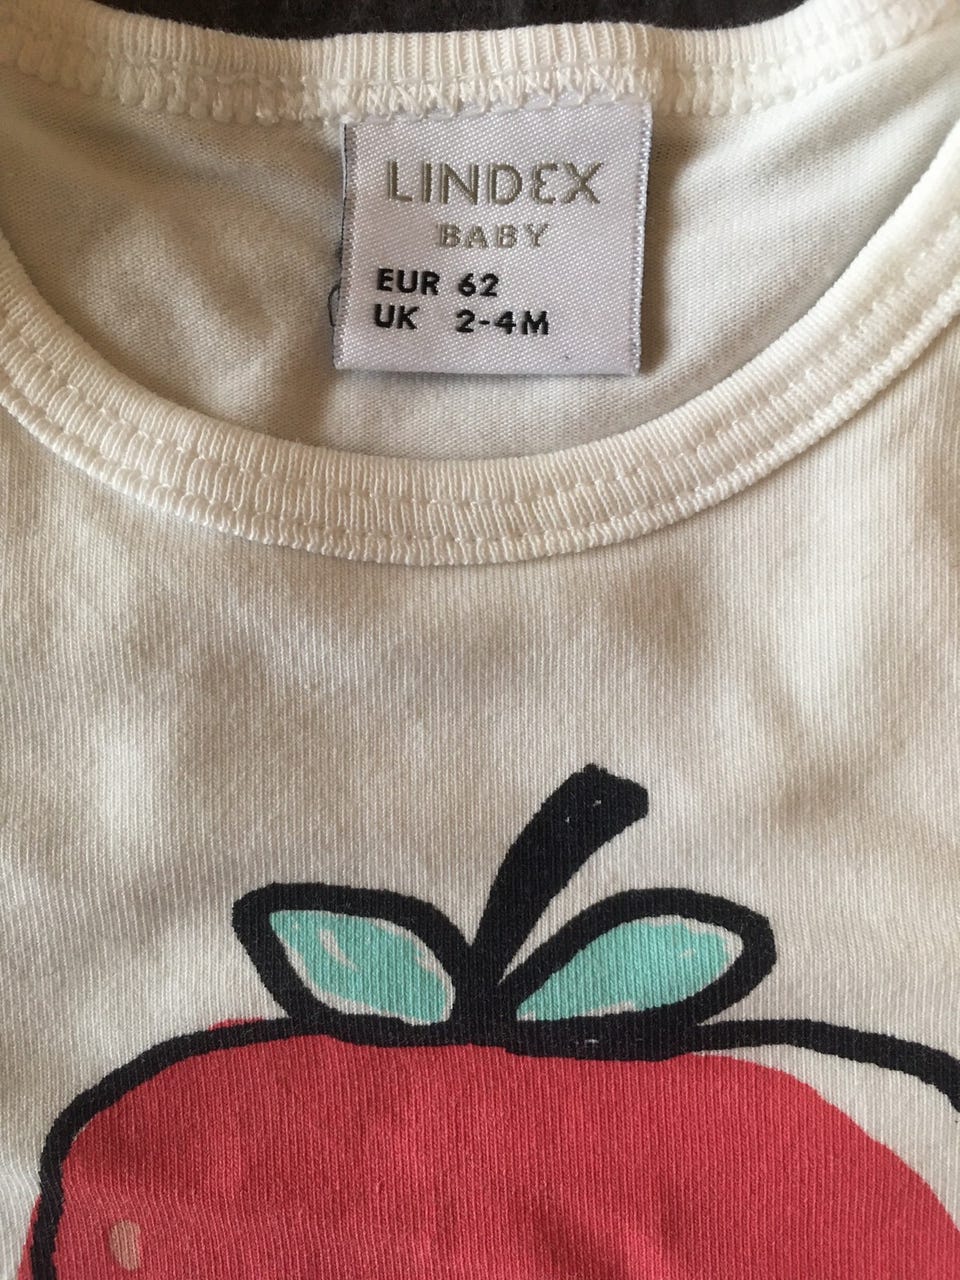 LINDEX
BABY
EUR 62
UK 2-4M